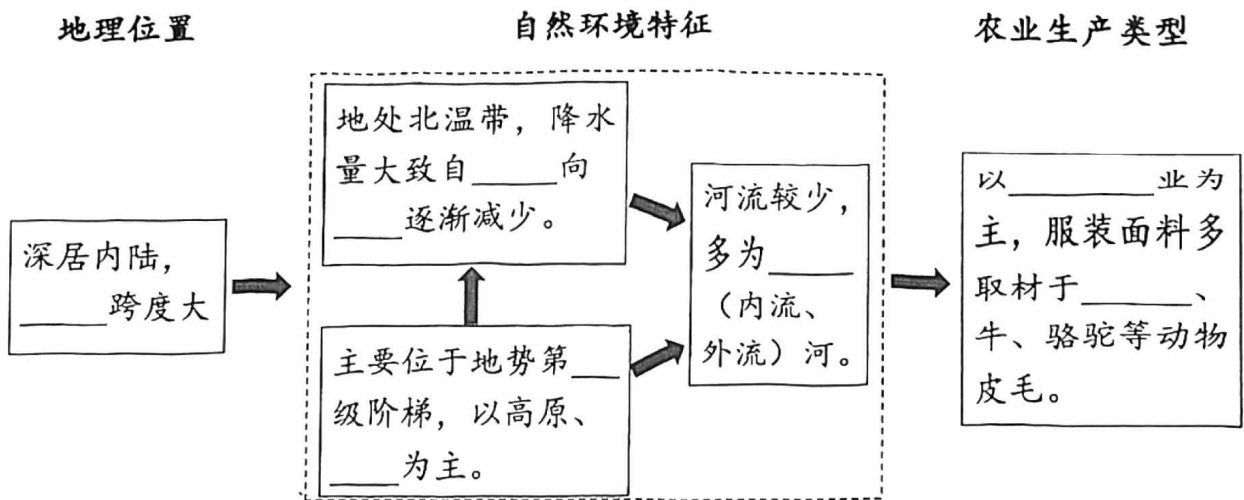 地理位置
自然环境特征
农业生产类型
深居内陆，
_____跨度大
地处北温带，降水
量大致自_____向
____逐渐减少。
主要位于地势第___
级阶梯，以高原、
____为主。
河流较少，
多为_____
（内流、
外流）河。
以________业为
主，服装面料多
取材于______、
牛、骆驼等动物
皮毛。